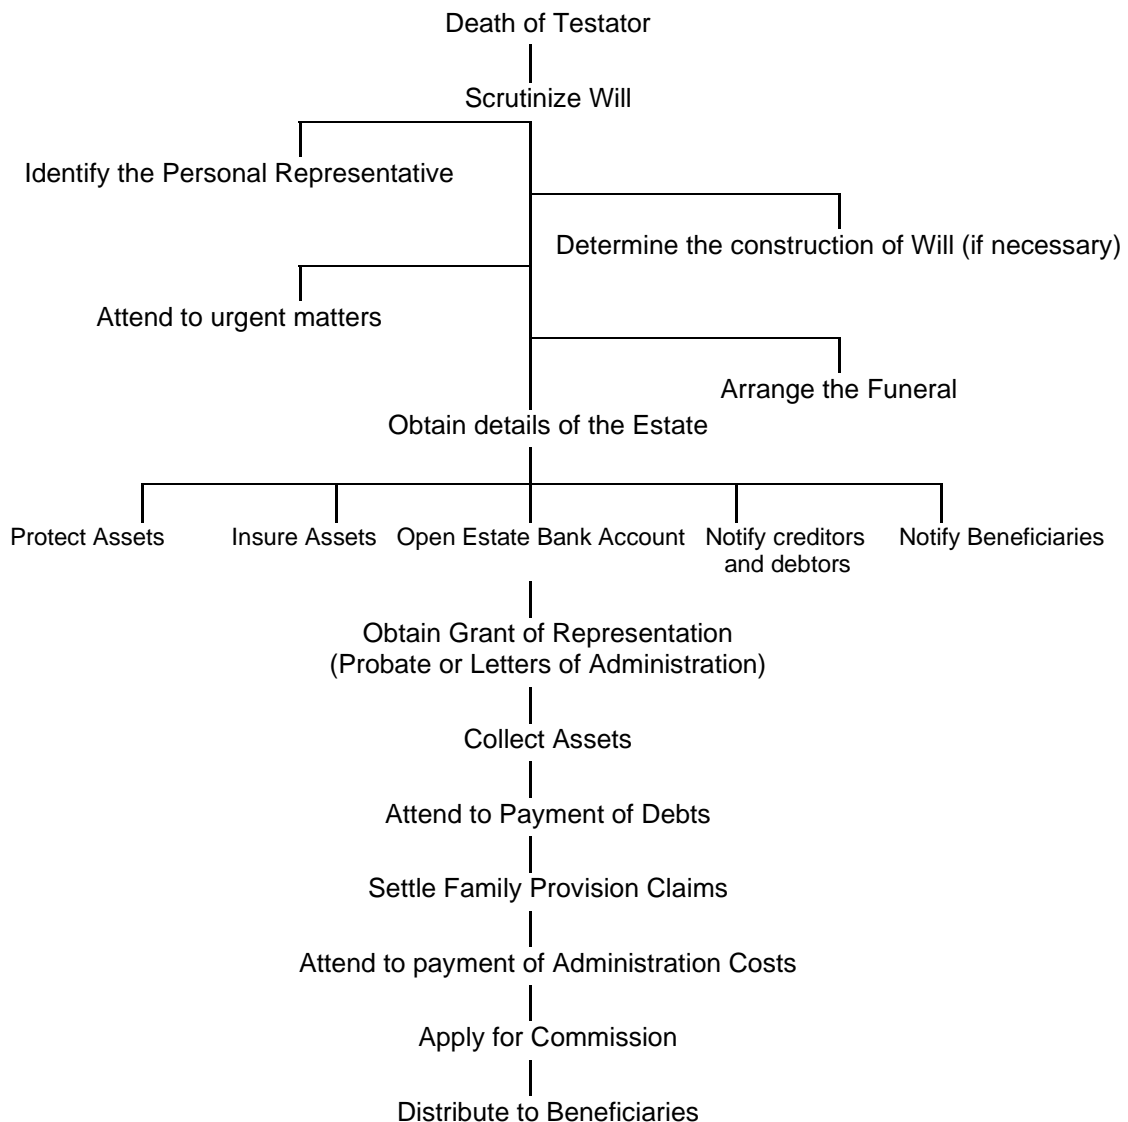 Death of Testator
Scrutinize Will
Identify the Personal Representative
Determine the construction of Will (if necessary)
Attend to urgent matters
Arrange the Funeral
Obtain details of the Estate
Protect Assets
Insure Assets
Open Estate Bank Account
Notify creditors
and debtors
Notify Beneficiaries
Obtain Grant of Representation
(Probate or Letters of Administration)
Collect Assets
Attend to Payment of Debts
Settle Family Provision Claims
Attend to payment of Administration Costs
Apply for Commission
Distribute to Beneficiaries